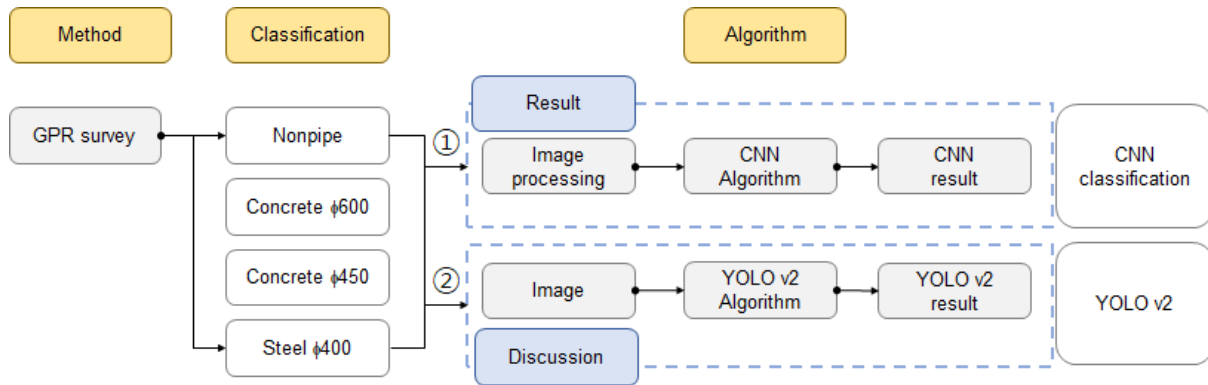 Method
Classification
Algorithm
GPR survey
Nonpipe
Concrete ϕ600
Concrete ϕ450
Steel ϕ400
①
Result
Image
processing
CNN
Algorithm
CNN
result
CNN
classification
②
Image
YOLO v2
Algorithm
YOLO v2
result
Discussion
YOLO v2